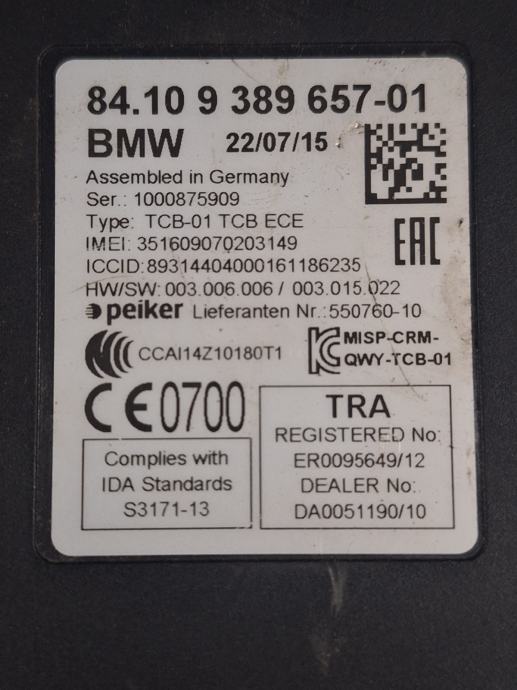 84.10 9 389 657-01
BMW 22/07/15
Assembled in Germany
Ser.: 1000875909
Type: TCB-01 TCB ECE
EAC
IMEI: 351609070203149
ICCID:89314404000161186235
HW/SW: 003.006.006 / 003.015.022
peiker Lieferanten Nr.:550760-10
CCAI14Z10180T1
MISP-CRM-
QWY-TCB-01
CE0700
Complies with
IDA Standards
S3171-13
TRA
REGISTERED No:
ER0095649/12
DEALER No:
DA0051190/10